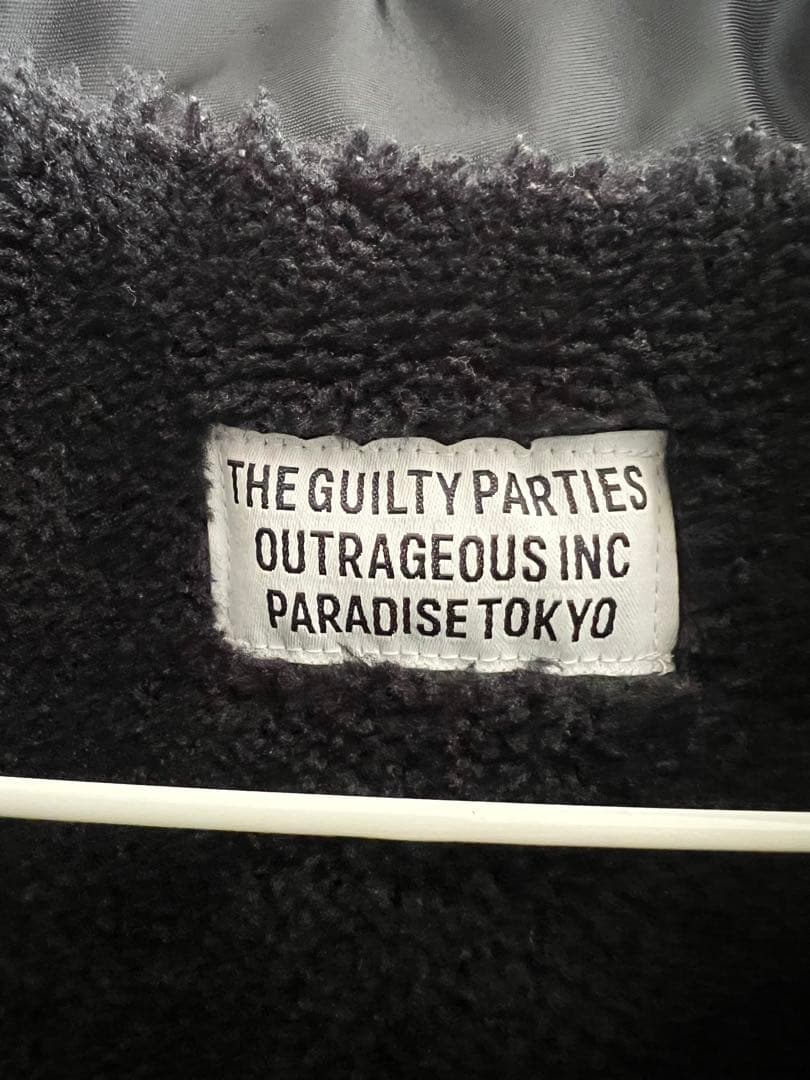 THE GUILTY PARTIES
OUTRAGEOUS INC
PARADISE TOKYO